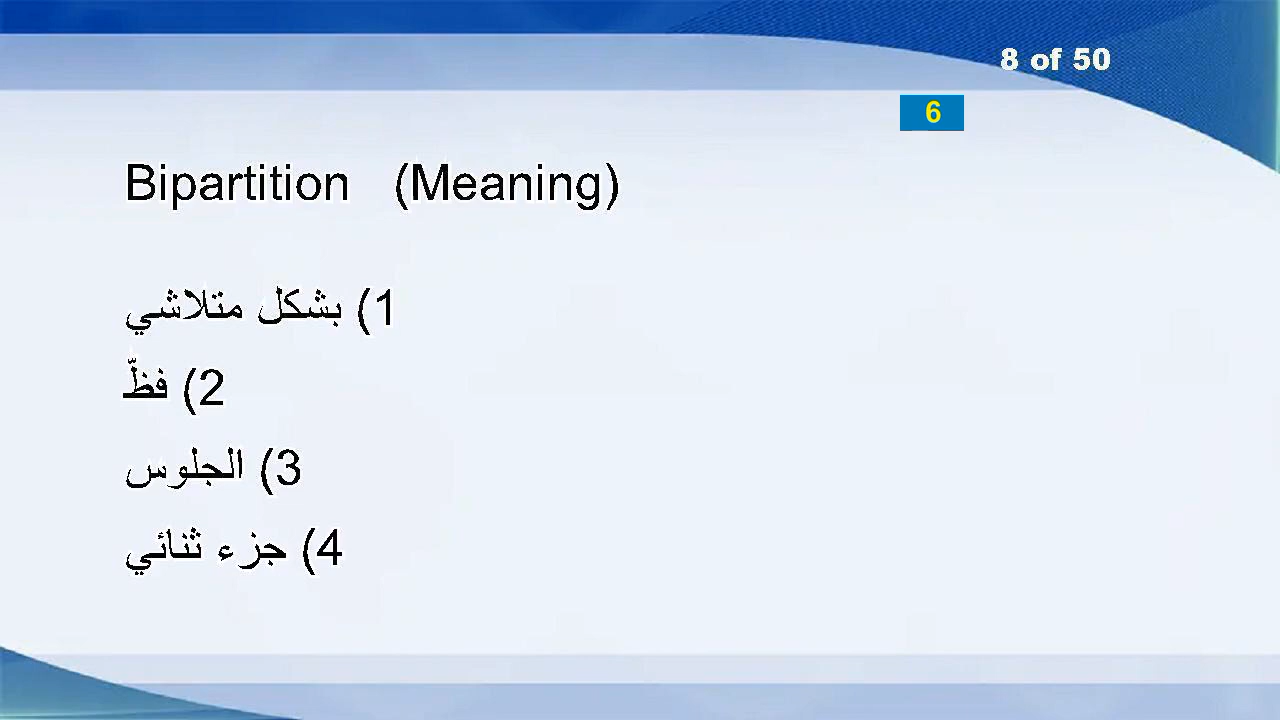 8 of 50
6
Bipartition (Meaning)
1) بشكل متلاشي
2) فظّ
3) الجلوس
4) جزء ثنائي